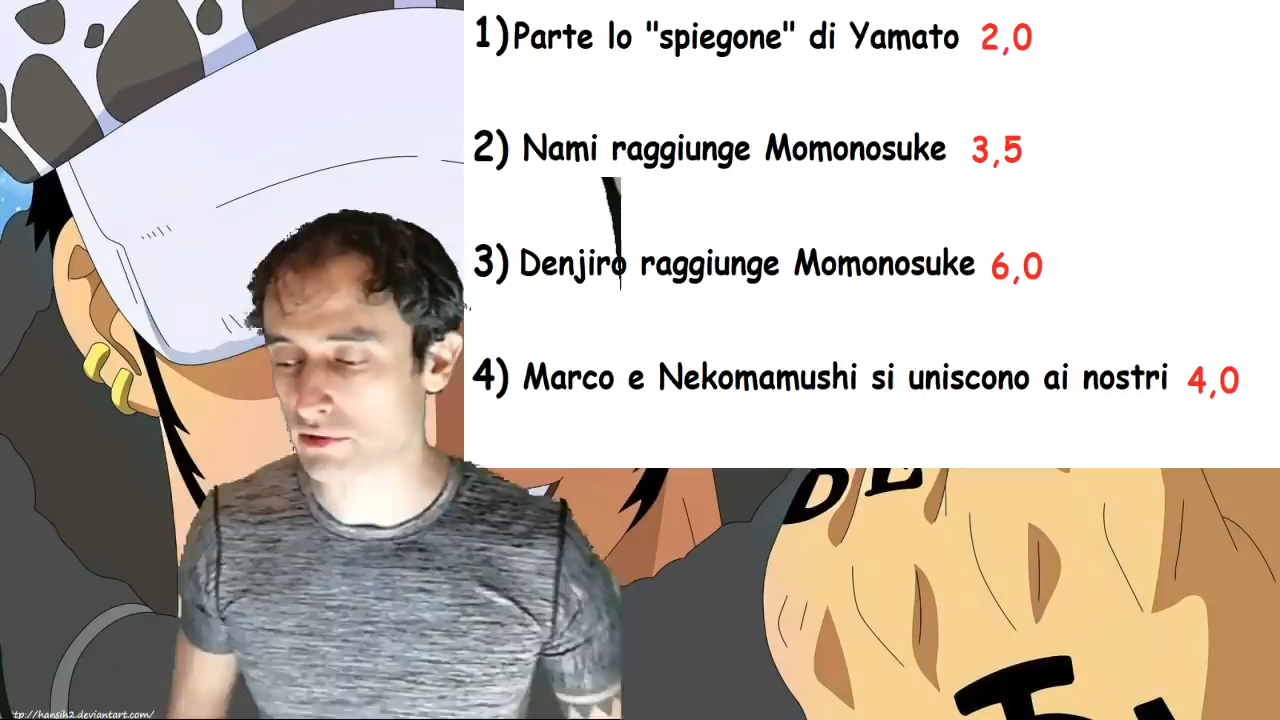 1) Parte lo "spiegone" di Yamato 2,0
2) Nami raggiunge Momonosuke 3,5
3) Denjiro raggiunge Momonosuke 6,0
4) Marco e Nekomamushi si uniscono ai nostri 4,0
DE
tp://hansih2.deviantart.com/